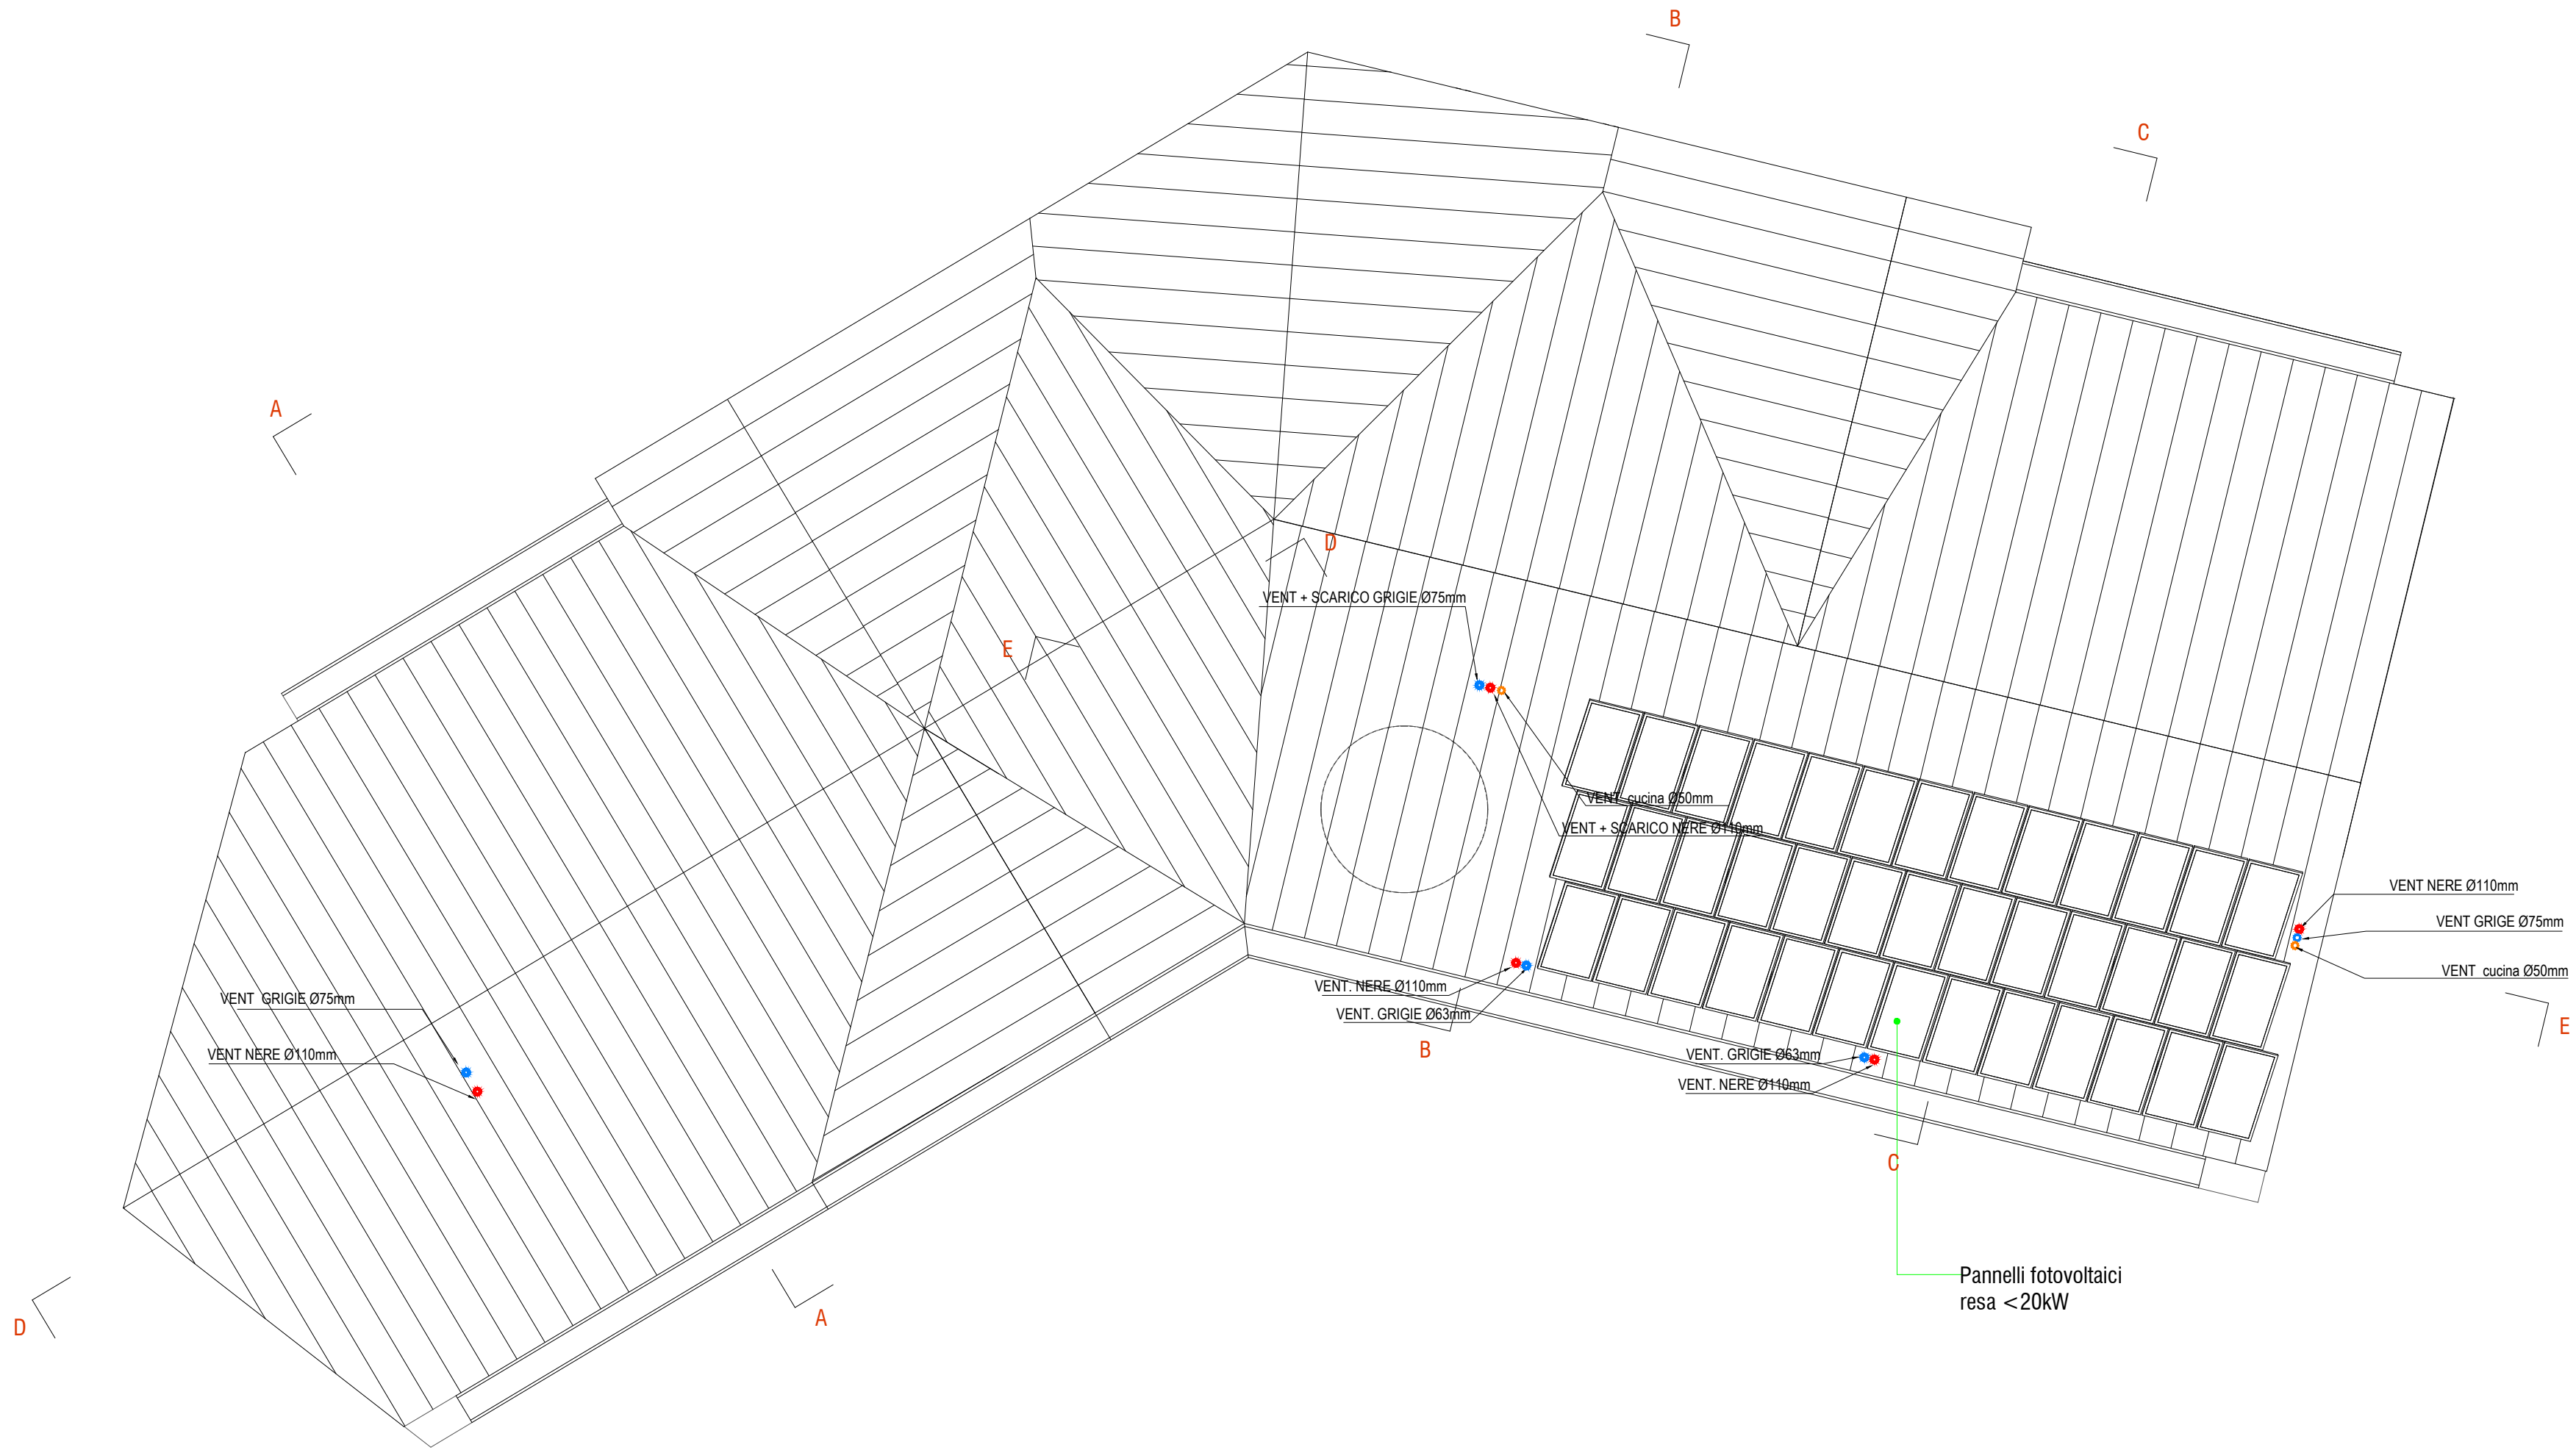 B
C
A
D
VENT + SCARICO GRIGIE Ø75mm
E
VENT cucina Ø50mm
VENT + SCARICO NERE Ø110mm
VENT NERE Ø110mm
VENT GRIGE Ø75mm
VENT cucina Ø50mm
VENT. NERE Ø110mm
VENT GRIGIE Ø75mm
VENT. GRIGIE Ø63mm
E
B
VENT NERE Ø110mm
VENT. GRIGIE Ø63mm
VENT. NERE Ø110mm
C
Pannelli fotovoltaici
resa <20kW
A
D